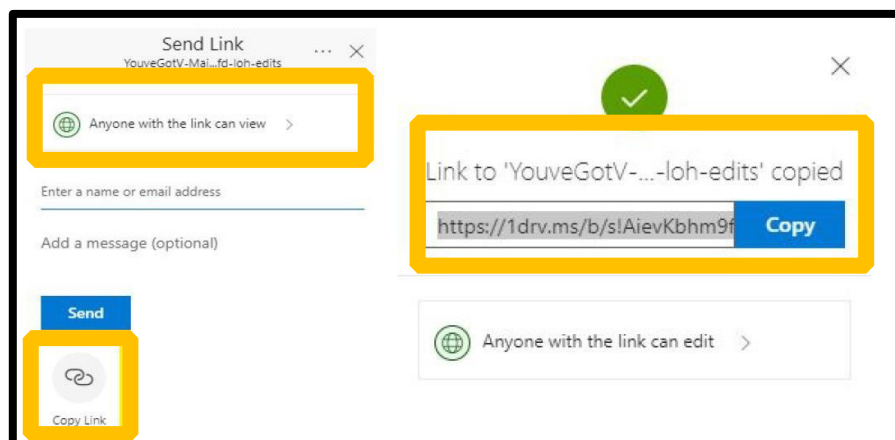 Send Link
YouveGotV-Mai...fd-loh-edits
Anyone with the link can view
Enter a name or email address
Add a message (optional)
Send
Copy Link
Link to 'YouveGotV-...-loh-edits' copied
https://1drv.ms/b/s!AievKbhm9f
Copy
Anyone with the link can edit